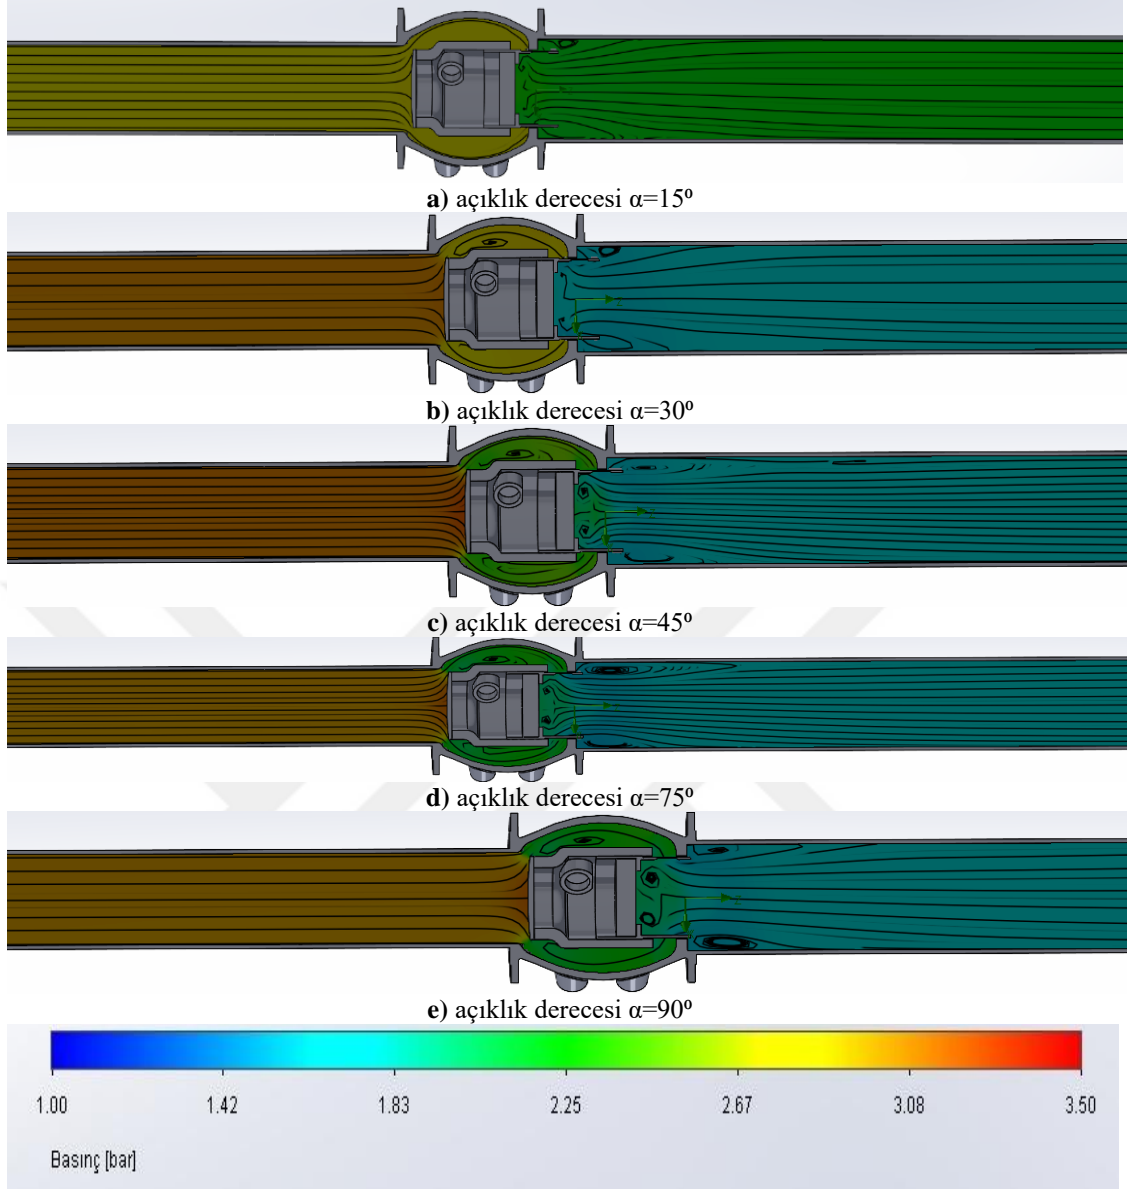 a) açıklık derecesi α=15º
b) açıklık derecesi α=30º
c) açıklık derecesi α=45º
d) açıklık derecesi α=75º
e) açıklık derecesi α=90º
1.00 1.42 1.83 2.25 2.67 3.08 3.50
Basınç [bar]